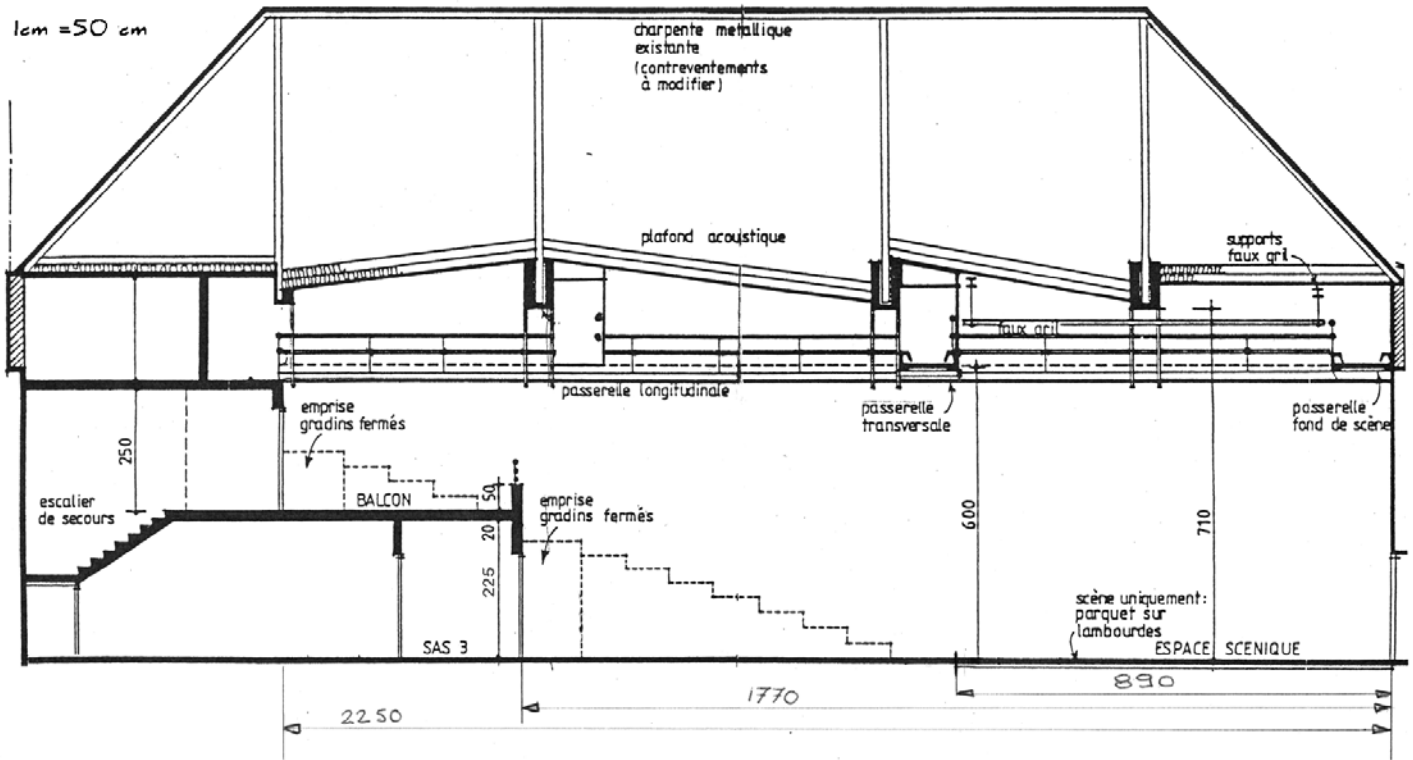 1cm = 50 cm
charpente metallique
existante
(contreventements
à modifier)
plafond acoustique
supports
faux gril
faux gril
passerelle longitudinale
passerelle
transversale
passerelle
fond de scène
emprise
gradins fermés
250
escalier
de secours
BALCON
50
emprise
gradins fermés
20
225
600
710
scène uniquement:
parquet sur
lambourdes
SAS 3
ESPACE SCENIQUE
890
1770
2250